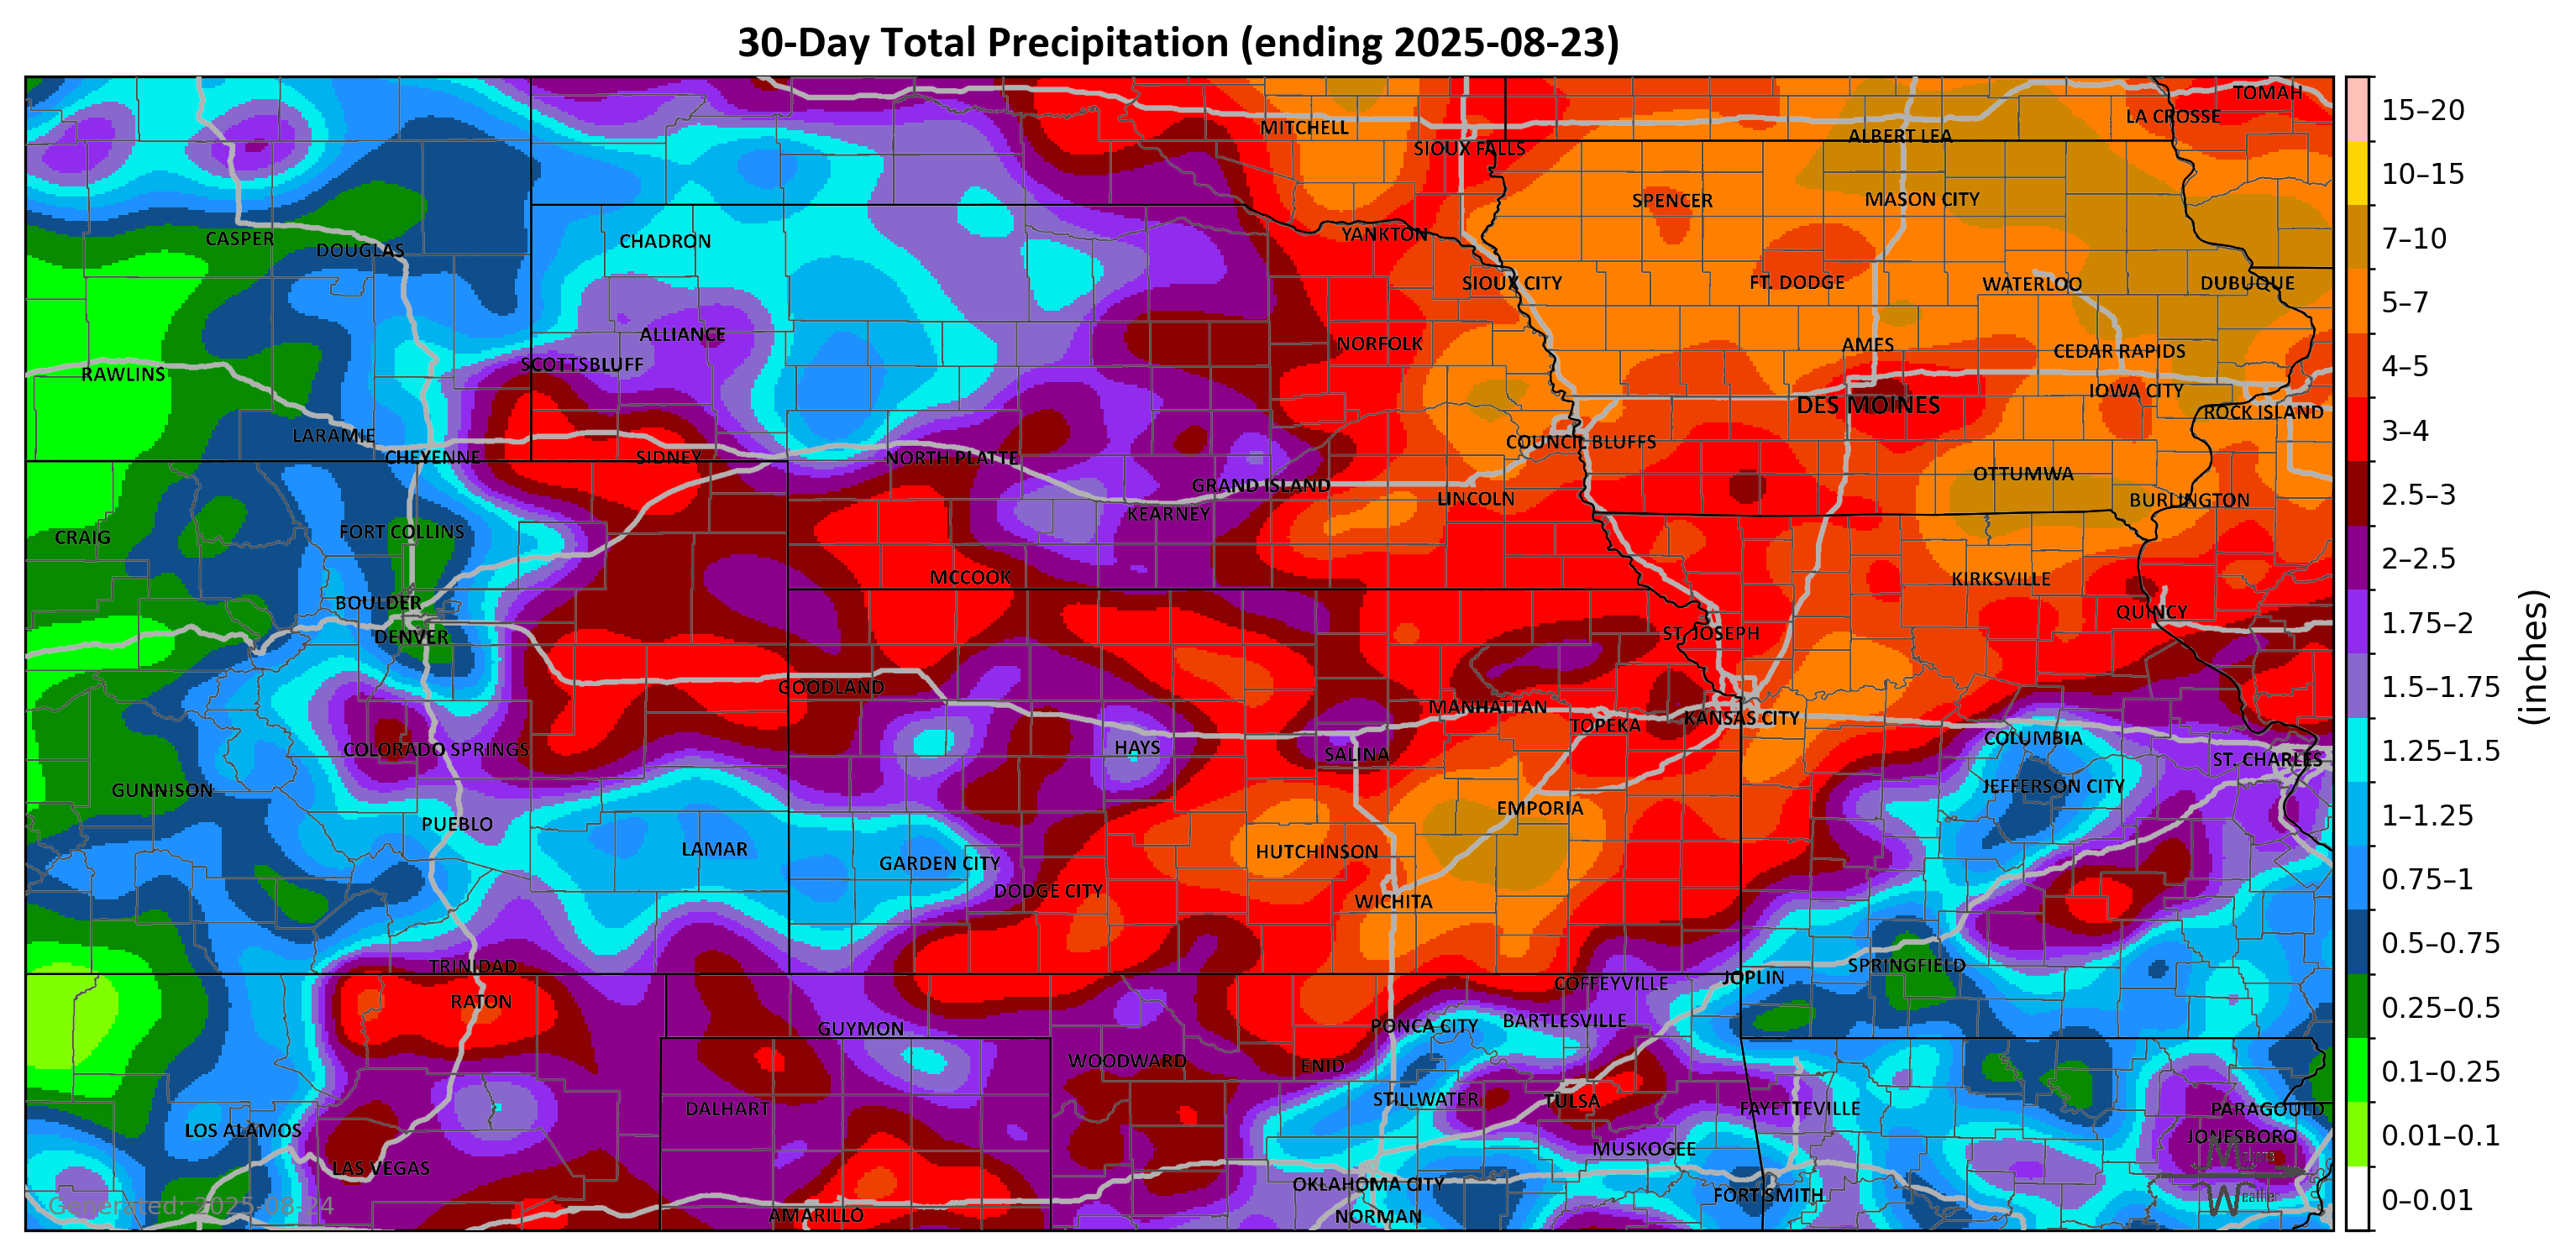 30-Day Total Precipitation (ending 2025-08-23)
TOMAH
LA CROSSE
MITCHELL
ALBERT LEA
SIOUX FALLS
SPENCER
MASON CITY
YANKTON
CASPER
DOUGLAS
CHADRON
SIOUX CITY
FT. DODGE
WATERLOO
DUBUQUE
ALLIANCE
NORFOLK
AMES
CEDAR RAPIDS
SCOTTSBLUFF
RAWLINS
IOWA CITY
DES MOINES
ROCK ISLAND
LARAMIE
COUNCIL BLUFFS
CHEYENNE
SIDNEY
NORTH PLATTE
OTTUMWA
GRAND ISLAND
LINCOLN
BURLINGTON
KEARNEY
FORT COLLINS
CRAIG
MCCOOK
KIRKSVILLE
BOULDER
QUINCY
DENVER
ST. JOSEPH
GOODLAND
MANHATTAN
KANSAS CITY
TOPEKA
COLUMBIA
COLORADO SPRINGS
HAYS
SALINA
ST. CHARLES
GUNNISON
JEFFERSON CITY
EMPORIA
PUEBLO
LAMAR
HUTCHINSON
GARDEN CITY
DODGE CITY
WICHITA
TRINIDAD
SPRINGFIELD
JOPLIN
COFFEYVILLE
RATON
BARTLESVILLE
PONCA CITY
GUYMON
WOODWARD
ENID
STILLWATER
TULSA
DALHART
FAYETTEVILLE
PARAGOULD
LOS ALAMOS
JONESBORO
MUSKOGEE
LAS VEGAS
OKLAHOMA CITY
FORT SMITH
AMARILLO
NORMAN
Generated: 2025-08-24
Weather
15–20
10–15
7–10
5–7
4–5
3–4
2.5–3
2–2.5
1.75–2
1.5–1.75
1.25–1.5
1–1.25
0.75–1
0.5–0.75
0.25–0.5
0.1–0.25
0.01–0.1
0–0.01
(inches)